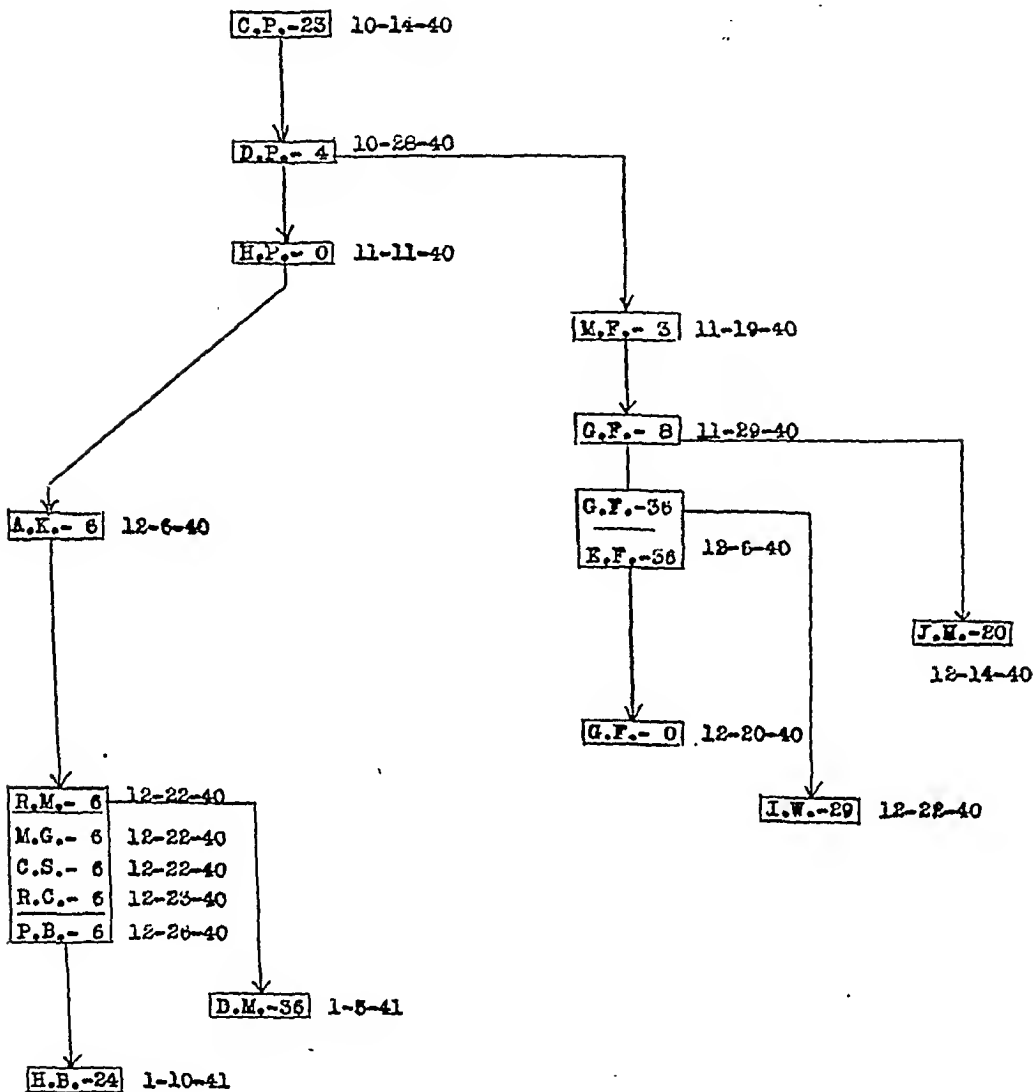 C.P.-23 10-14-40
D.P.- 4 10-28-40
H.P.- 0 11-11-40
M.F.- 3 11-19-40
G.F.- 8 11-29-40
A.K.- 6 12-6-40
G.F.-36
E.F.-36 12-6-40
J.M.-20
12-14-40
G.F.- 0 12-20-40
R.M.- 6 12-22-40
M.G.- 6 12-22-40
C.S.- 6 12-22-40
R.C.- 6 12-23-40
P.B.- 6 12-26-40
I.W.-29 12-22-40
D.M.-36 1-5-41
H.B.-24 1-10-41